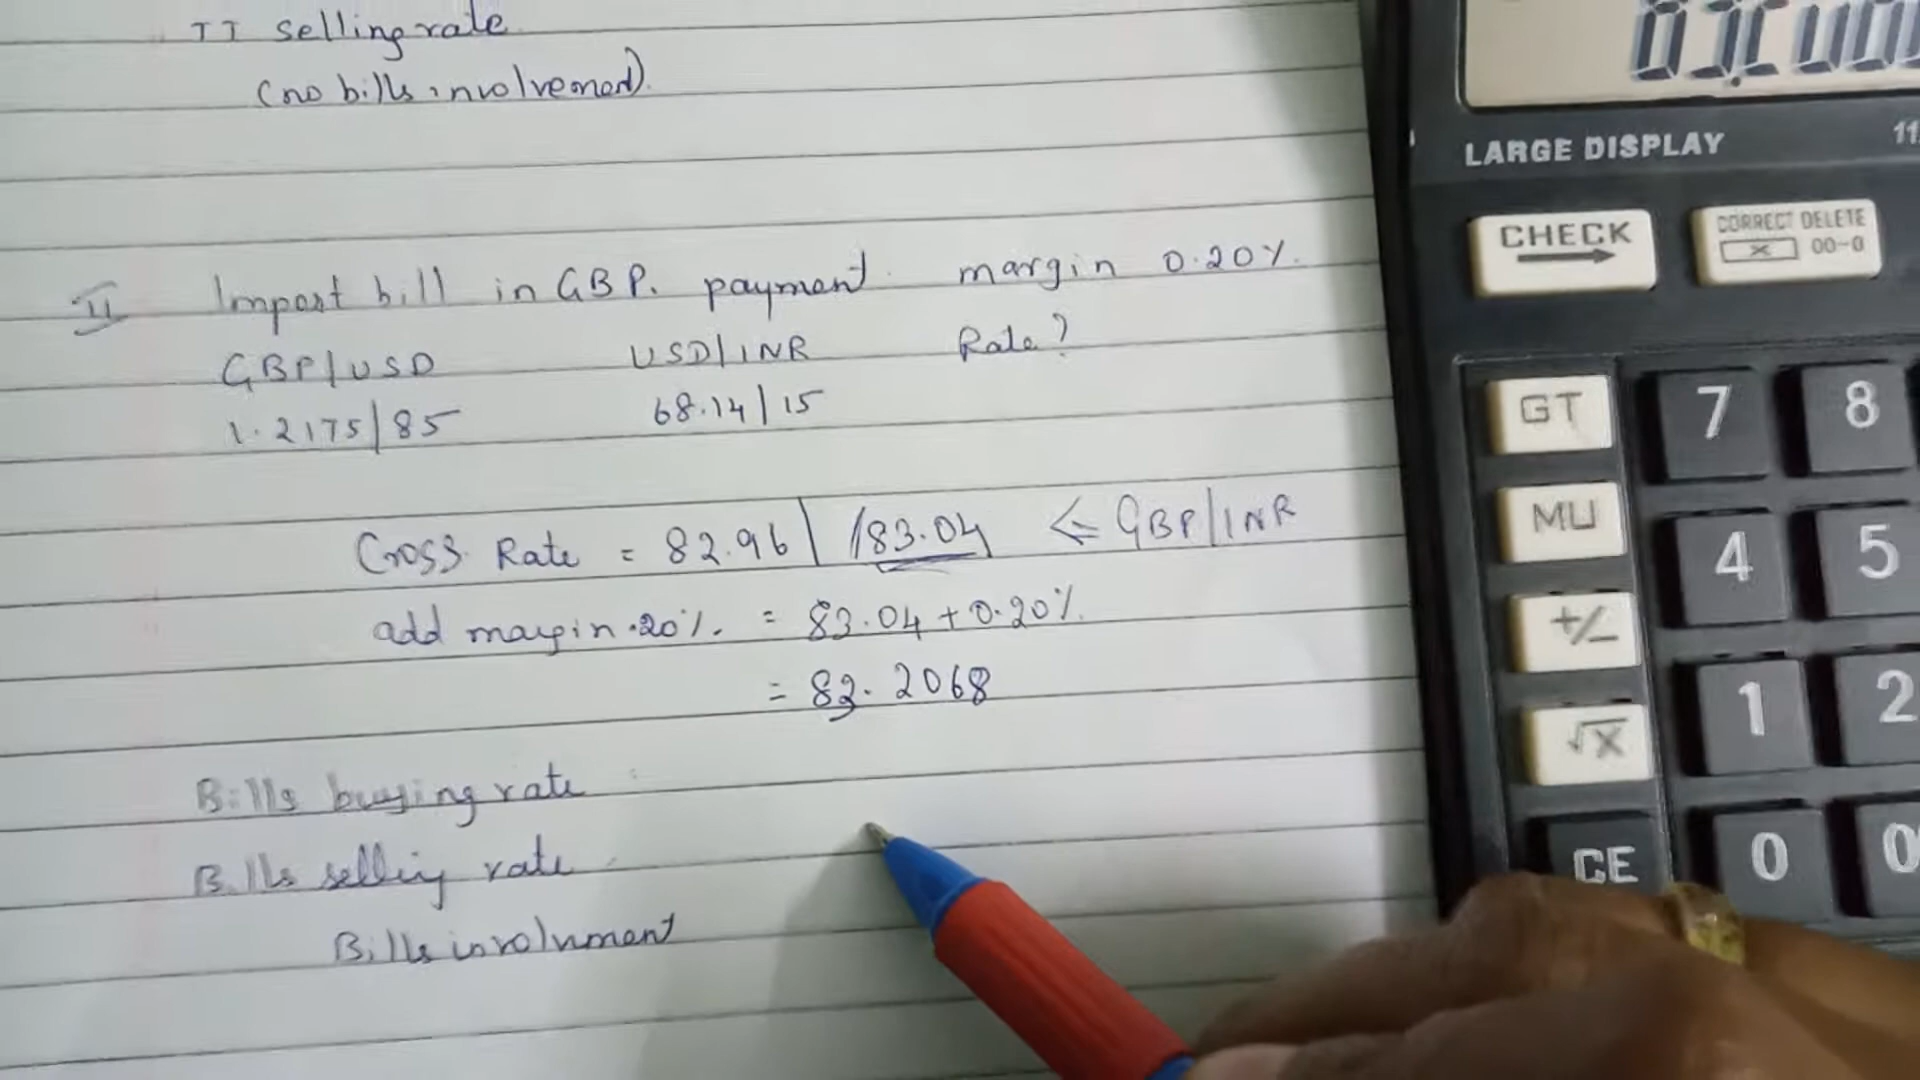 TT selling rate
(no bills involvement)
II Import bill in GBP. payment. margin 0.20%.
GBP/USD USD/INR Rate?
1.2175/85 68.14/15
Cross Rate = 82.96 | /83.04 ⇐ GBP/INR
add margin .20%. = 83.04 + 0.20%.
= 83.2068
Bills buying rate
Bills selling rate
Bills involument
LARGE DISPLAY 11
CHECK
CORRECT DELETE
00→0
GT 7 8
MU 4 5
+/- 1 2
√X
CE 0 0